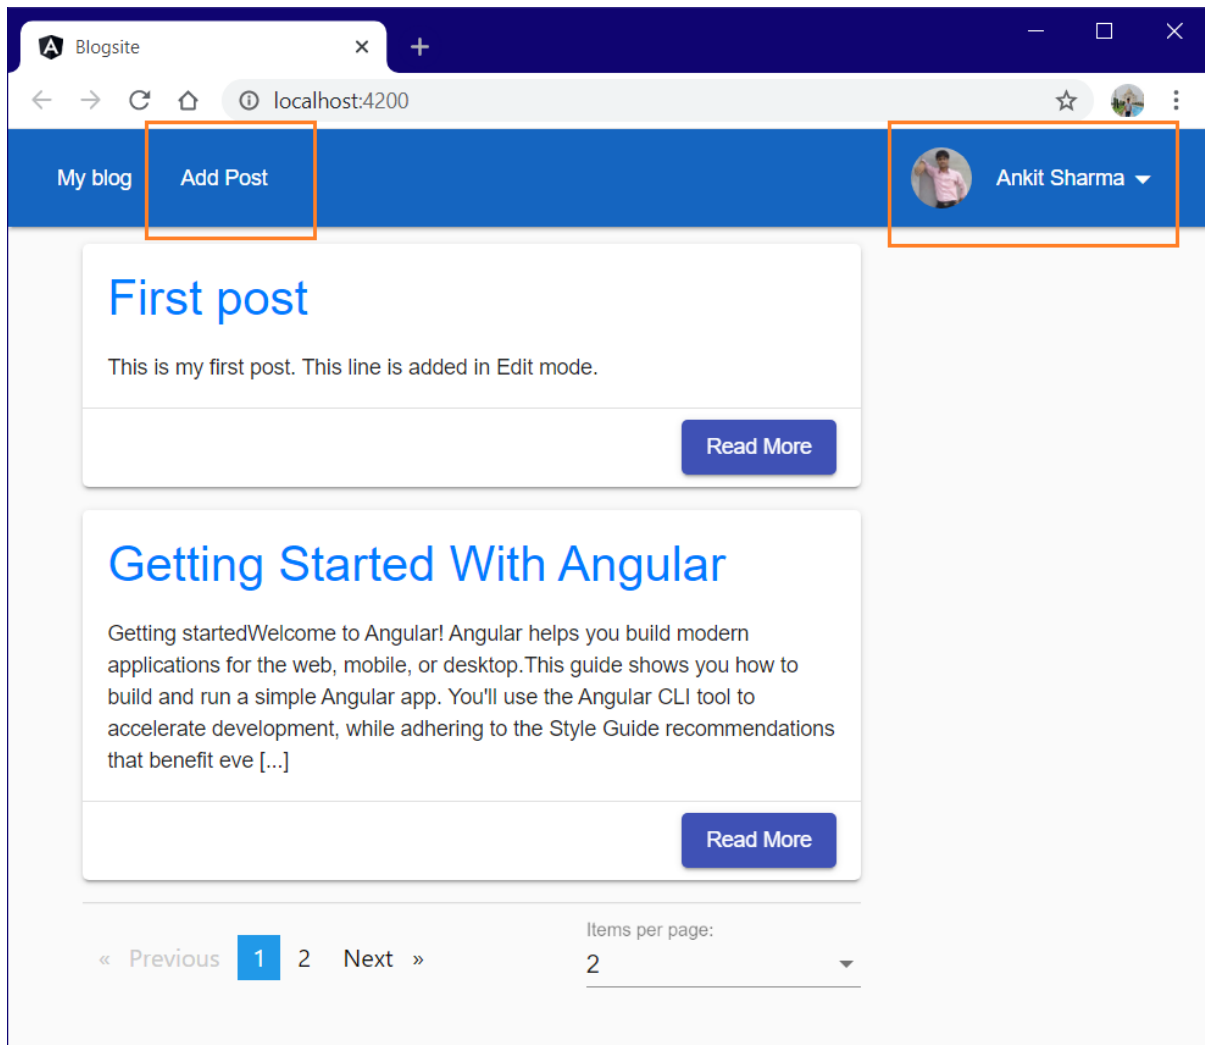 Blogsite
localhost:4200
My blog Add Post Ankit Sharma
First post
This is my first post. This line is added in Edit mode.
Read More
Getting Started With Angular
Getting startedWelcome to Angular! Angular helps you build modern
applications for the web, mobile, or desktop.This guide shows you how to
build and run a simple Angular app. You'll use the Angular CLI tool to
accelerate development, while adhering to the Style Guide recommendations
that benefit eve [...]
Read More
Items per page:
« Previous 1 2 Next » 2